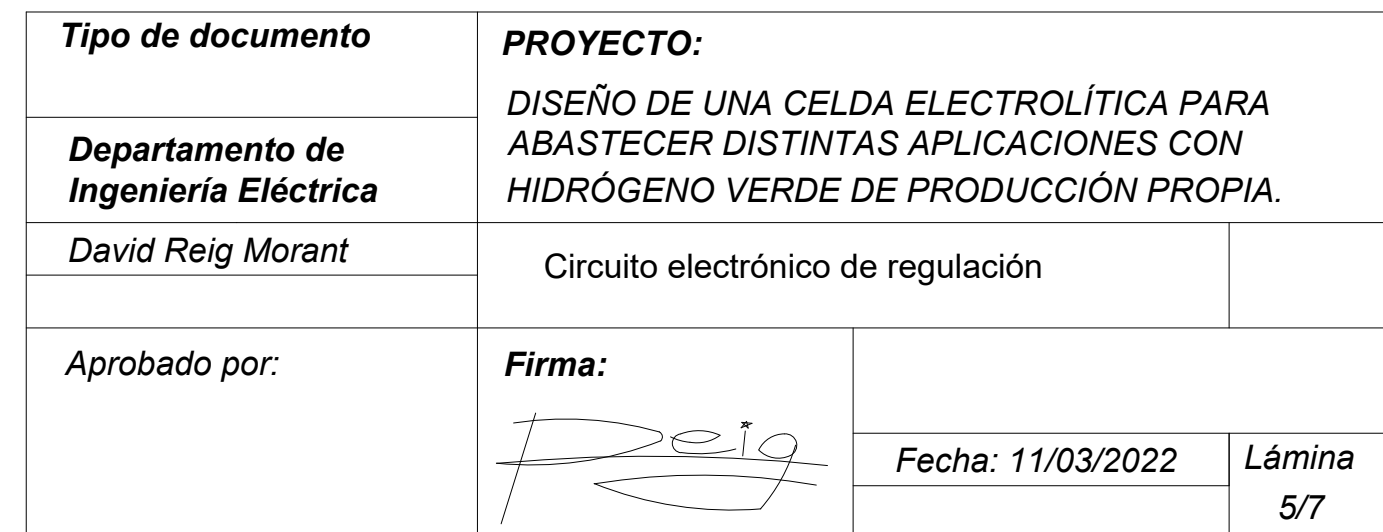 Tipo de documento
PROYECTO:
DISEÑO DE UNA CELDA ELECTROLÍTICA PARA
ABASTECER DISTINTAS APLICACIONES CON
HIDRÓGENO VERDE DE PRODUCCIÓN PROPIA.
Departamento de
Ingeniería Eléctrica
David Reig Morant
Circuito electrónico de regulación
Aprobado por:
Firma:
Reig
Fecha: 11/03/2022
Lámina
5/7